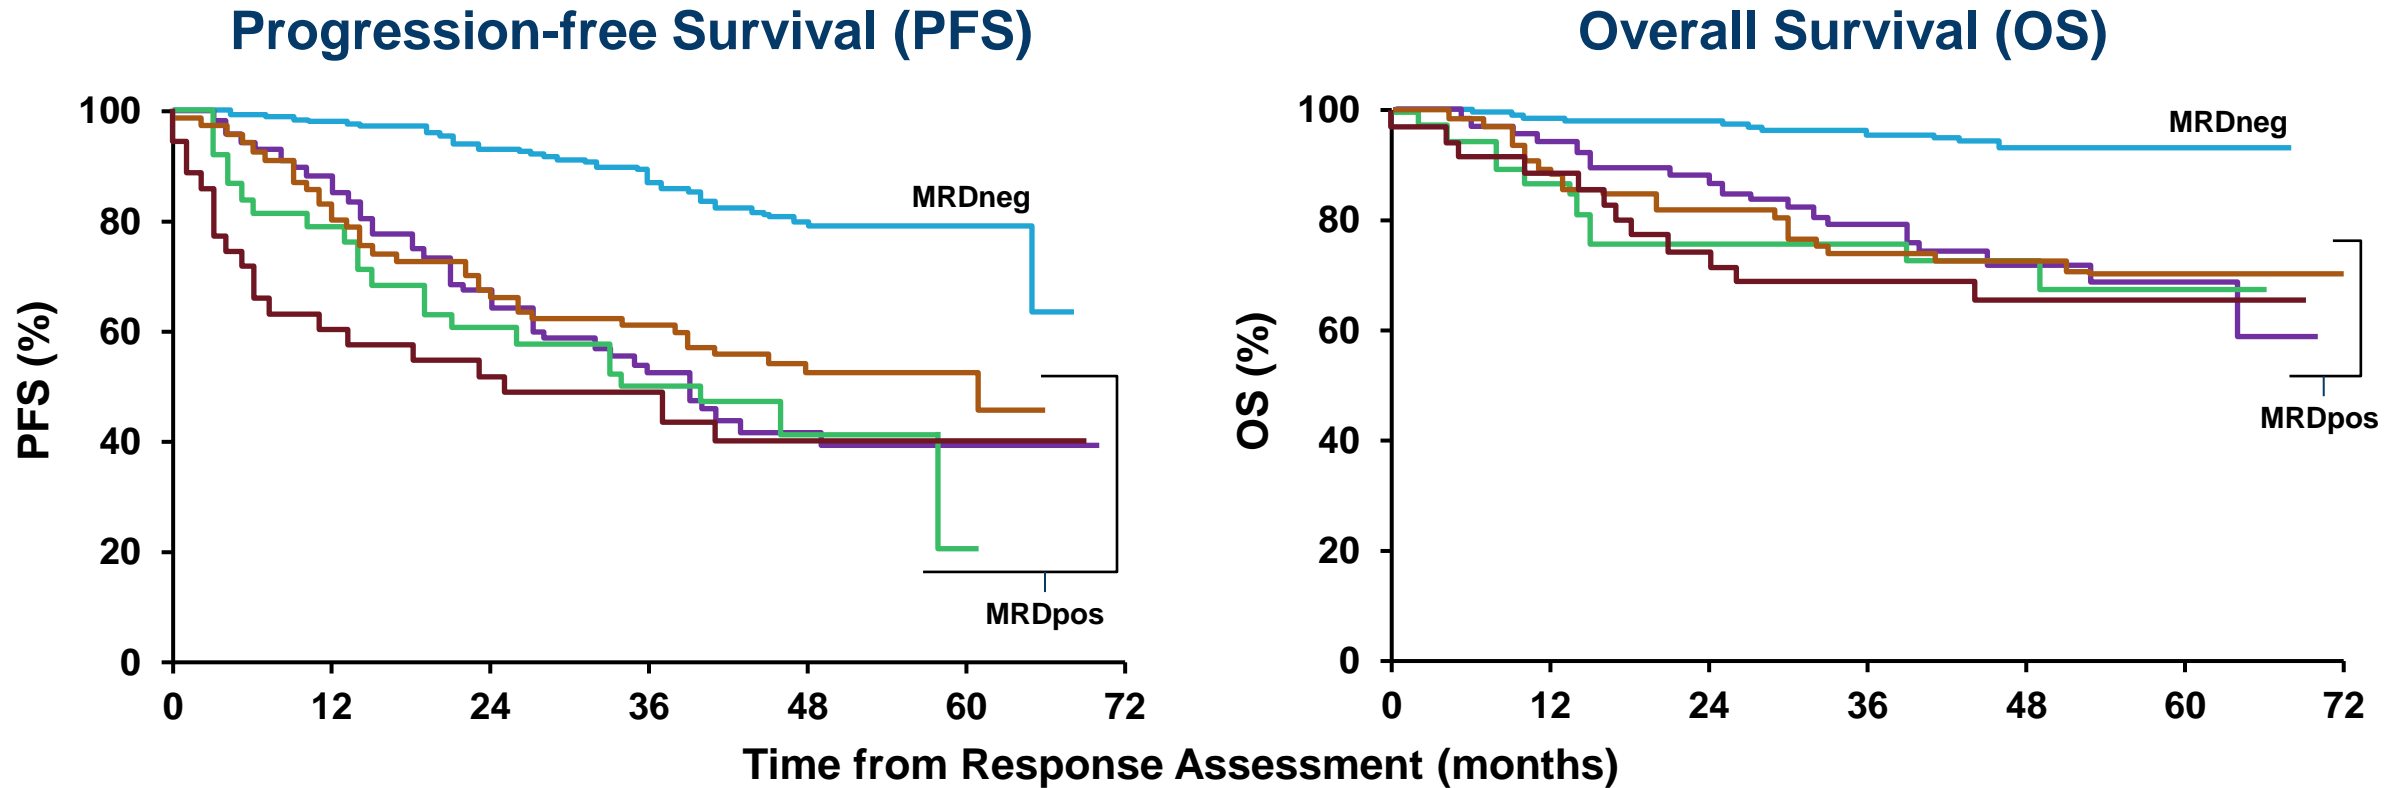 Progression-free Survival (PFS)
PFS (%)
100
80
60
40
20
0
0 12 24 36 48 60 72
MRDneg
MRDpos
Overall Survival (OS)
OS (%)
100
80
60
40
20
0
0 12 24 36 48 60 72
MRDneg
MRDpos
Time from Response Assessment (months)